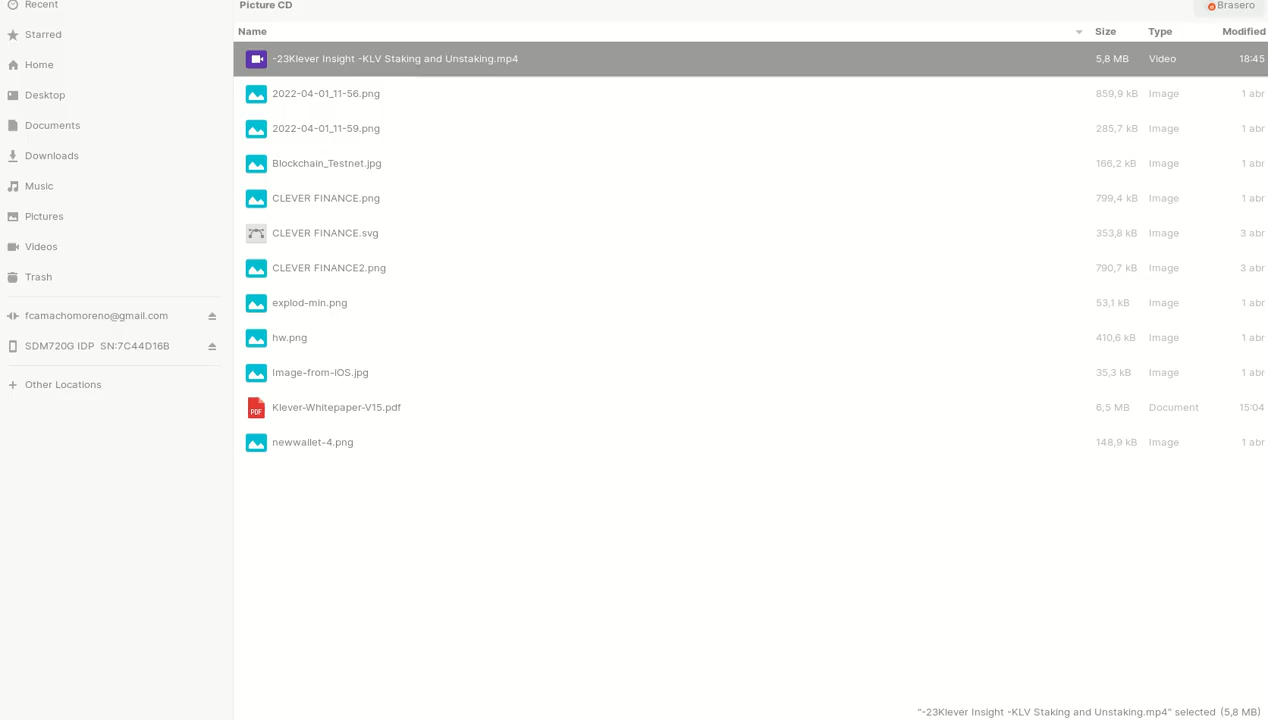 Recent
Starred
Home
Desktop
Documents
Downloads
Music
Pictures
Videos
Trash
fcamachomoreno@gmail.com
SDM720G IDP SN:7C44D16B
Other Locations
Picture CD
Brasero
Name Size Type Modified
-23Klever Insight -KLV Staking and Unstaking.mp4 5,8 MB Video 18:45
2022-04-01_11-56.png 859,9 kB Image 1 abr
2022-04-01_11-59.png 285,7 kB Image 1 abr
Blockchain_Testnet.jpg 166,2 kB Image 1 abr
CLEVER FINANCE.png 799,4 kB Image 1 abr
CLEVER FINANCE.svg 353,8 kB Image 3 abr
CLEVER FINANCE2.png 790,7 kB Image 3 abr
explod-min.png 53,1 kB Image 1 abr
hw.png 410,6 kB Image 1 abr
Image-from-iOS.jpg 35,3 kB Image 1 abr
PDF Klever-Whitepaper-V15.pdf 6,5 MB Document 15:04
newwallet-4.png 148,9 kB Image 1 abr
"-23Klever Insight -KLV Staking and Unstaking.mp4" selected (5,8 MB)